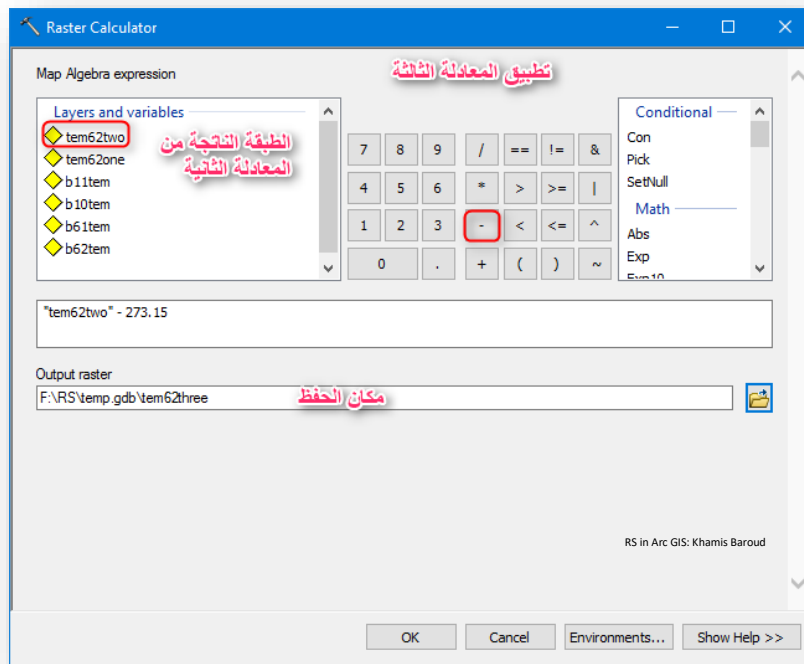 Raster Calculator
Map Algebra expression
تطبيق المعادلة الثالثة
Layers and variables
tem62two
tem62one
b11tem
b10tem
b61tem
b62tem
الطبقة الناتجة من
المعادلة الثانية
7 8 9 / == != &
4 5 6 * > >= |
1 2 3 - < <= ^
0 . + ( ) ~
Conditional
Con
Pick
SetNull
Math
Abs
Exp
Exp10
"tem62two" - 273.15
Output raster
F:\RS\temp.gdb\tem62three
مكان الحفظ
RS in Arc GIS: Khamis Baroud
OK
Cancel
Environments...
Show Help >>